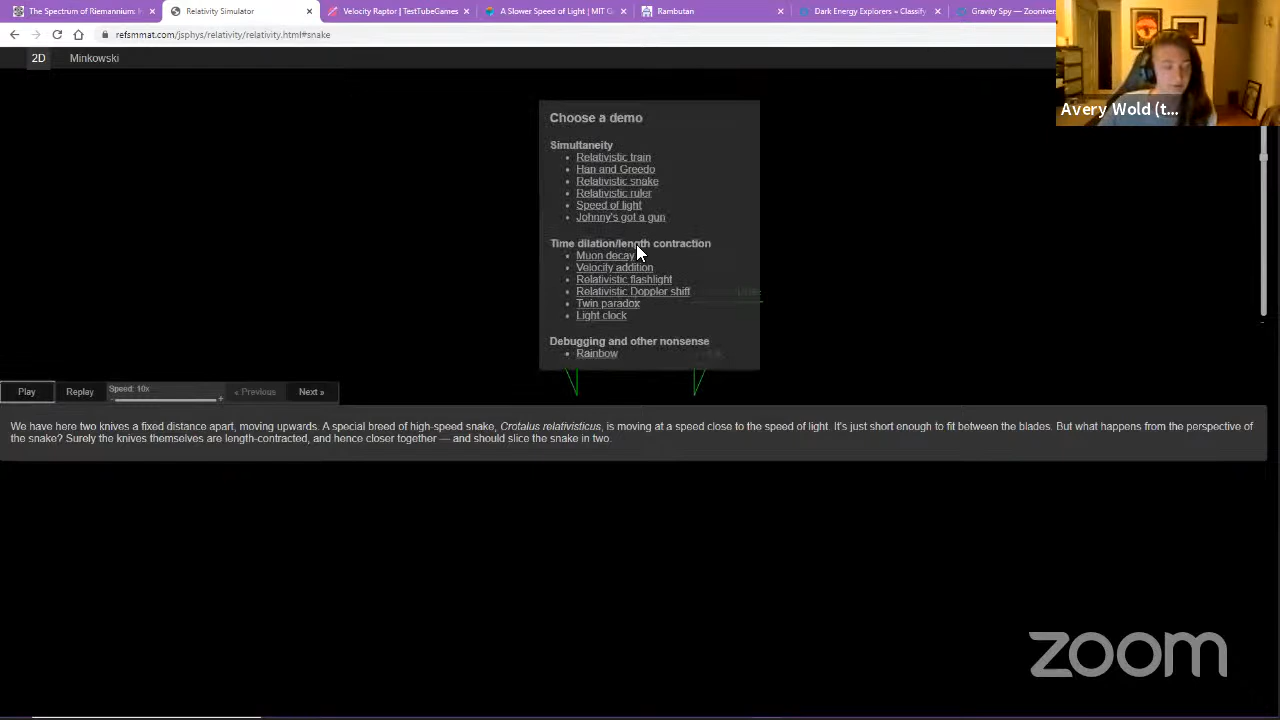 The Spectrum of Riemannium:
Relativity Simulator
Velocity Raptor | TestTubeGames
A Slower Speed of Light | MIT G
Rambutan
Dark Energy Explorers « Classify
Gravity Spy — Zooniver
refsmmat.com/jsphys/relativity/relativity.html#snake
2D
Minkowski
Avery Wold (t...
Choose a demo
Simultaneity
Relativistic train
Han and Greedo
Relativistic snake
Relativistic ruler
Speed of light
Johnny's got a gun
Time dilation/length contraction
Muon decay
Velocity addition
Relativistic flashlight
Relativistic Doppler shift
Twin paradox
Light clock
Debugging and other nonsense
Rainbow
Play
Replay
Speed: 10x
- +
« Previous
Next »
We have here two knives a fixed distance apart, moving upwards. A special breed of high-speed snake, Crotalus relativisticus, is moving at a speed close to the speed of light. It's just short enough to fit between the blades. But what happens from the perspective of
the snake? Surely the knives themselves are length-contracted, and hence closer together — and should slice the snake in two.
zoom